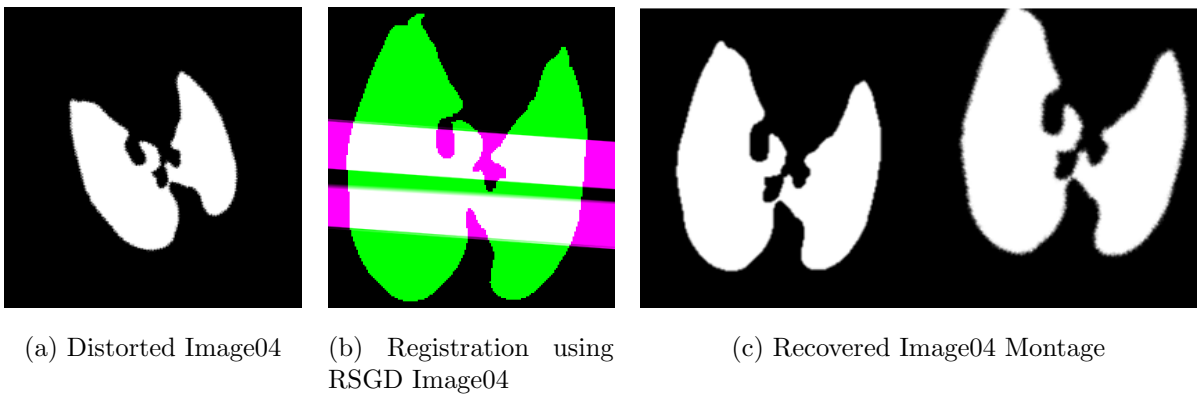 (a) Distorted Image04
(b) Registration using
RSGD Image04
(c) Recovered Image04 Montage